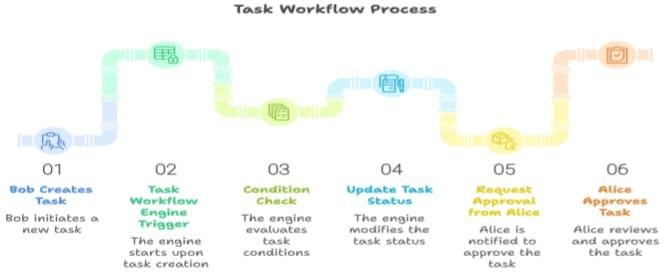 Task Workflow Process
01
Bob Creates
Task
Bob initiates a
new task
02
Task
Workflow
Engine
Trigger
The engine
starts upon
task creation
03
Condition
Check
The engine
evaluates
task
conditions
04
Update Task
Status
The engine
modifies the
task status
05
Request
Approval
from Alice
Alice is
notified to
approve the
task
06
Alice
Approves
Task
Alice reviews
and approves
the task